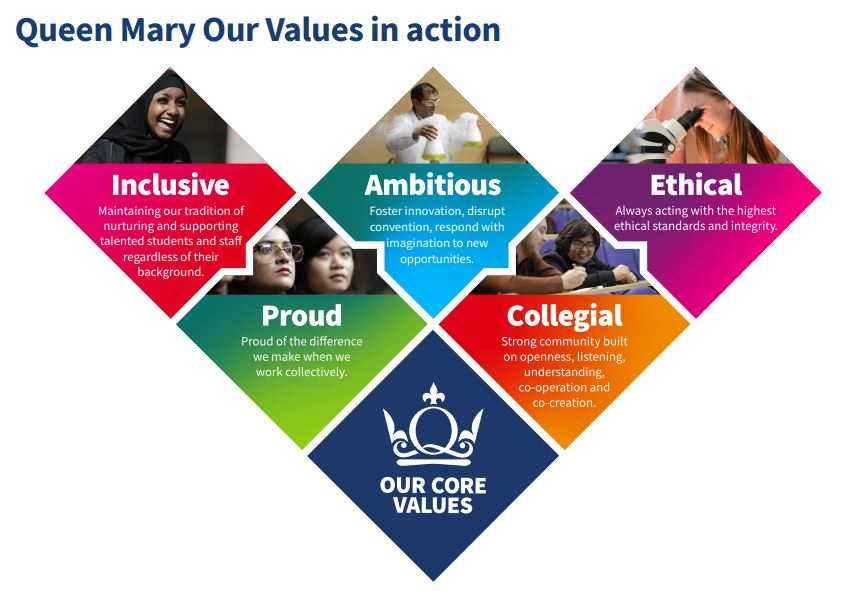 Queen Mary Our Values in action
Inclusive
Maintaining our tradition of
nurturing and supporting
talented students and staff
regardless of their
background.
Ambitious
Foster innovation, disrupt
convention, respond with
imagination to new
opportunities.
Ethical
Always acting with the highest
ethical standards and integrity.
Proud
Proud of the difference
we make when we
work collectively.
Collegial
Strong community built
on openness, listening,
understanding,
co-operation and
co-creation.
Q
OUR CORE
VALUES